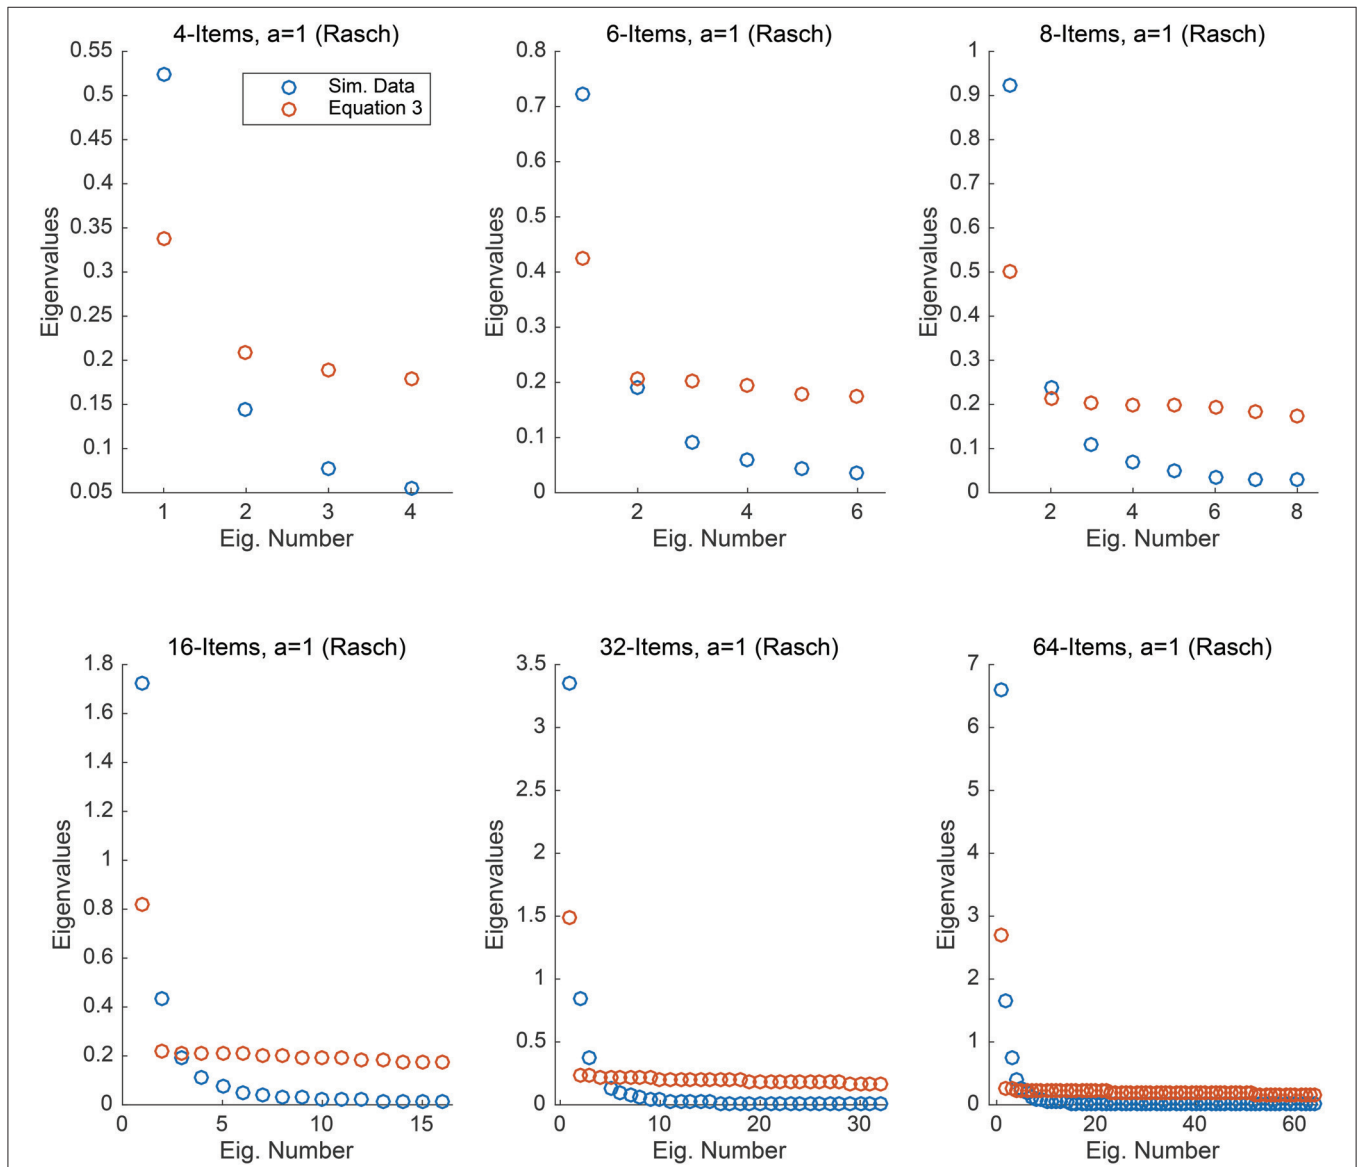 4-Items, a=1 (Rasch)
0.55
0.5
0.45
0.4
0.35
0.3
0.25
0.2
0.15
0.1
0.05
Eigenvalues
Sim. Data
Equation 3
1 2 3 4
Eig. Number
6-Items, a=1 (Rasch)
0.8
0.7
0.6
0.5
0.4
0.3
0.2
0.1
0
Eigenvalues
2 4 6
Eig. Number
8-Items, a=1 (Rasch)
1
0.9
0.8
0.7
0.6
0.5
0.4
0.3
0.2
0.1
0
Eigenvalues
2 4 6 8
Eig. Number
16-Items, a=1 (Rasch)
1.8
1.6
1.4
1.2
1
0.8
0.6
0.4
0.2
0
Eigenvalues
0 5 10 15
Eig. Number
32-Items, a=1 (Rasch)
3.5
3
2.5
2
1.5
1
0.5
0
Eigenvalues
0 10 20 30
Eig. Number
64-Items, a=1 (Rasch)
7
6
5
4
3
2
1
0
Eigenvalues
0 20 40 60
Eig. Number